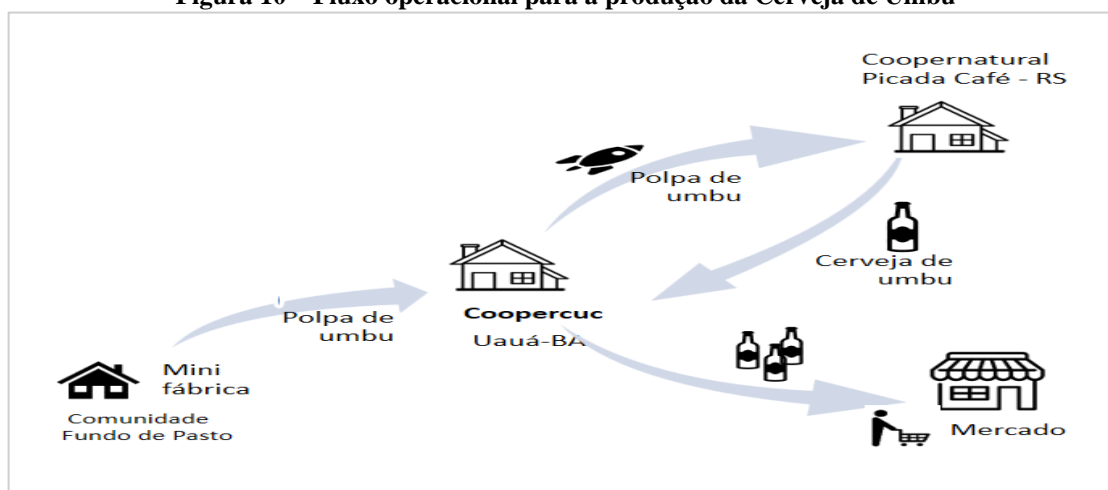 Figura 10 – Fluxo operacional para a produção da Cerveja de Umbu
Coopernatural
Picada Café - RS
Polpa de
umbu
Cerveja de
umbu
Coopercuc
Uauá-BA
Polpa de
umbu
Mini
fábrica
Comunidade
Fundo de Pasto
Mercado